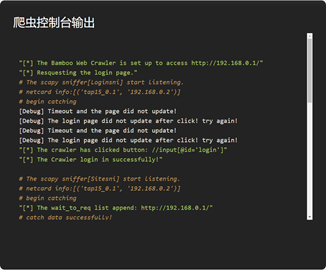 爬虫控制台输出
"[*] The Bamboo Web Crawler is set up to access http://192.168.0.1/"
"[*] Resquesting the login page."
# The scapy sniffer[Loginsni] start Listening.
# netcard info:[('tap15_0.1', '192.168.0.2')]
# begin catching
[Debug] Timeout and the page did not update!
[Debug] The login page did not update after click! try again!
[Debug] Timeout and the page did not update!
[Debug] The login page did not update after click! try again!
"[*] The crawler has clicked button: //input[@id='login']"
"[*] The Crawler login in successfully!"
# The scapy sniffer[Sitesni] start Listening.
# netcard info:[('tap15_0.1', '192.168.0.2')]
# begin catching
"[*] The wait_to_req list append: http://192.168.0.1/"
# catch data successfully!